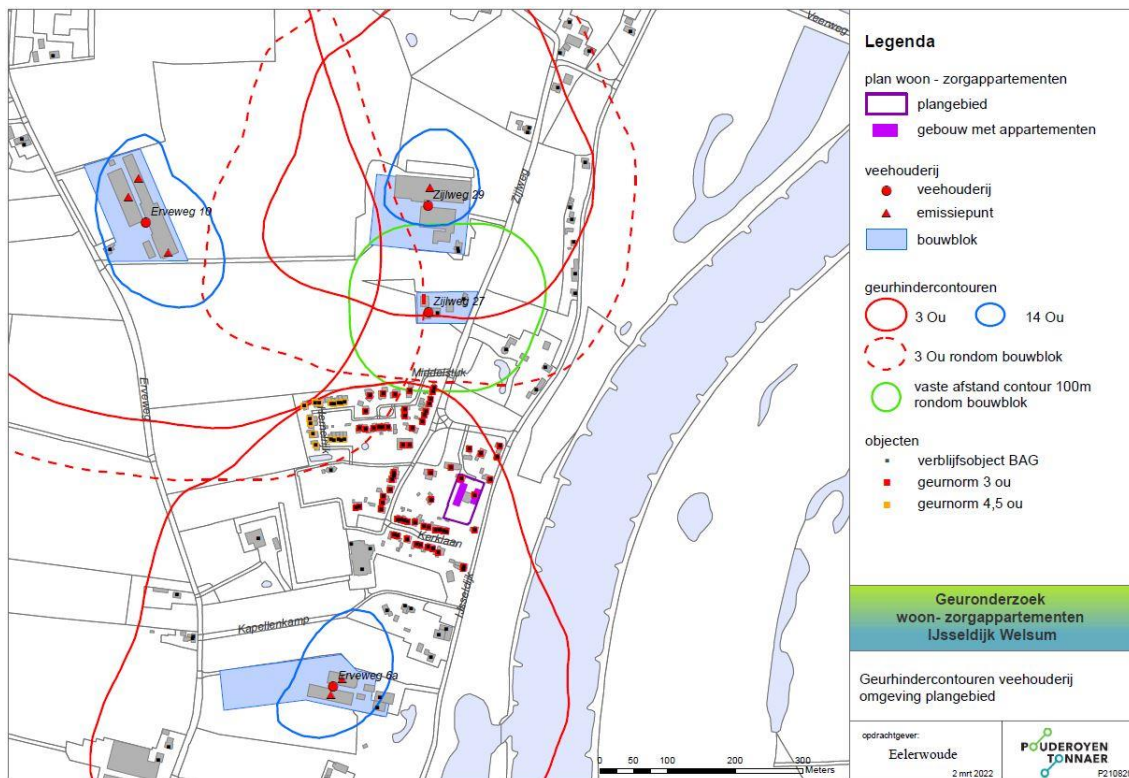 Veerweg
Zijlweg
Erveweg 10
Zijlweg 29
Zijlweg 27
Middelstuk
Erveweg
Kerklaan
IJsseldijk
Kapellenkamp
Erveweg 6a
0 50 100 200 300
Meters
Legenda
plan woon - zorgappartementen
plangebied
gebouw met appartementen
veehouderij
veehouderij
emissiepunt
bouwblok
geurhindercontouren
3 Ou 14 Ou
3 Ou rondom bouwblok
vaste afstand contour 100m
rondom bouwblok
objecten
verblijfsobject BAG
geurnorm 3 ou
geurnorm 4,5 ou
Geuronderzoek
woon- zorgappartementen
IJsseldijk Welsum
Geurhindercontouren veehouderij
omgeving plangebied
opdrachtgever:
Eelerwoude
2 mrt 2022
POUDEROYEN
TONNAER